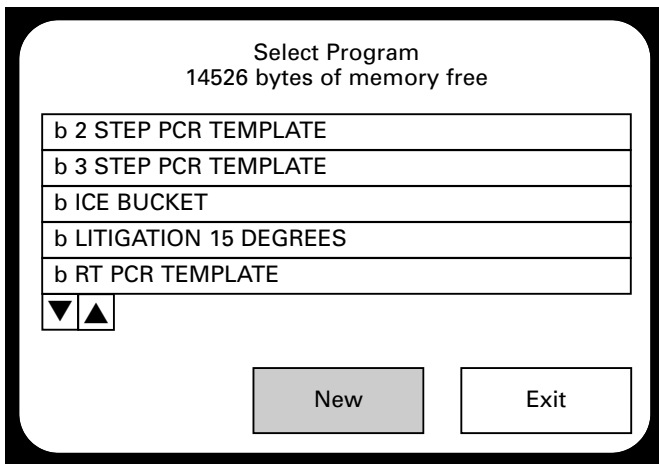 Select Program
14526 bytes of memory free
b 2 STEP PCR TEMPLATE
b 3 STEP PCR TEMPLATE
b ICE BUCKET
b LITIGATION 15 DEGREES
b RT PCR TEMPLATE
New
Exit